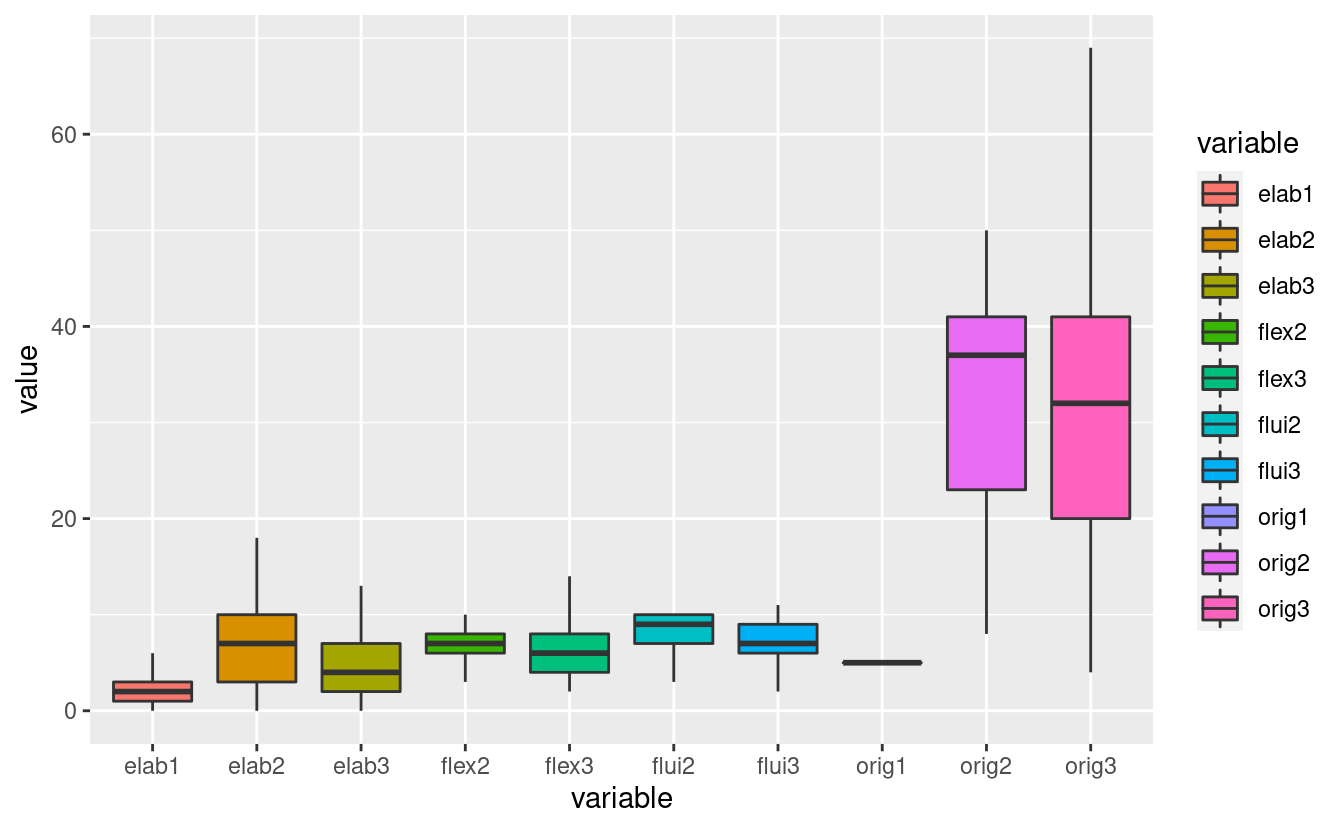 value
60
40
20
0
elab1 elab2 elab3 flex2 flex3 flui2 flui3 orig1 orig2 orig3
variable
variable
elab1
elab2
elab3
flex2
flex3
flui2
flui3
orig1
orig2
orig3